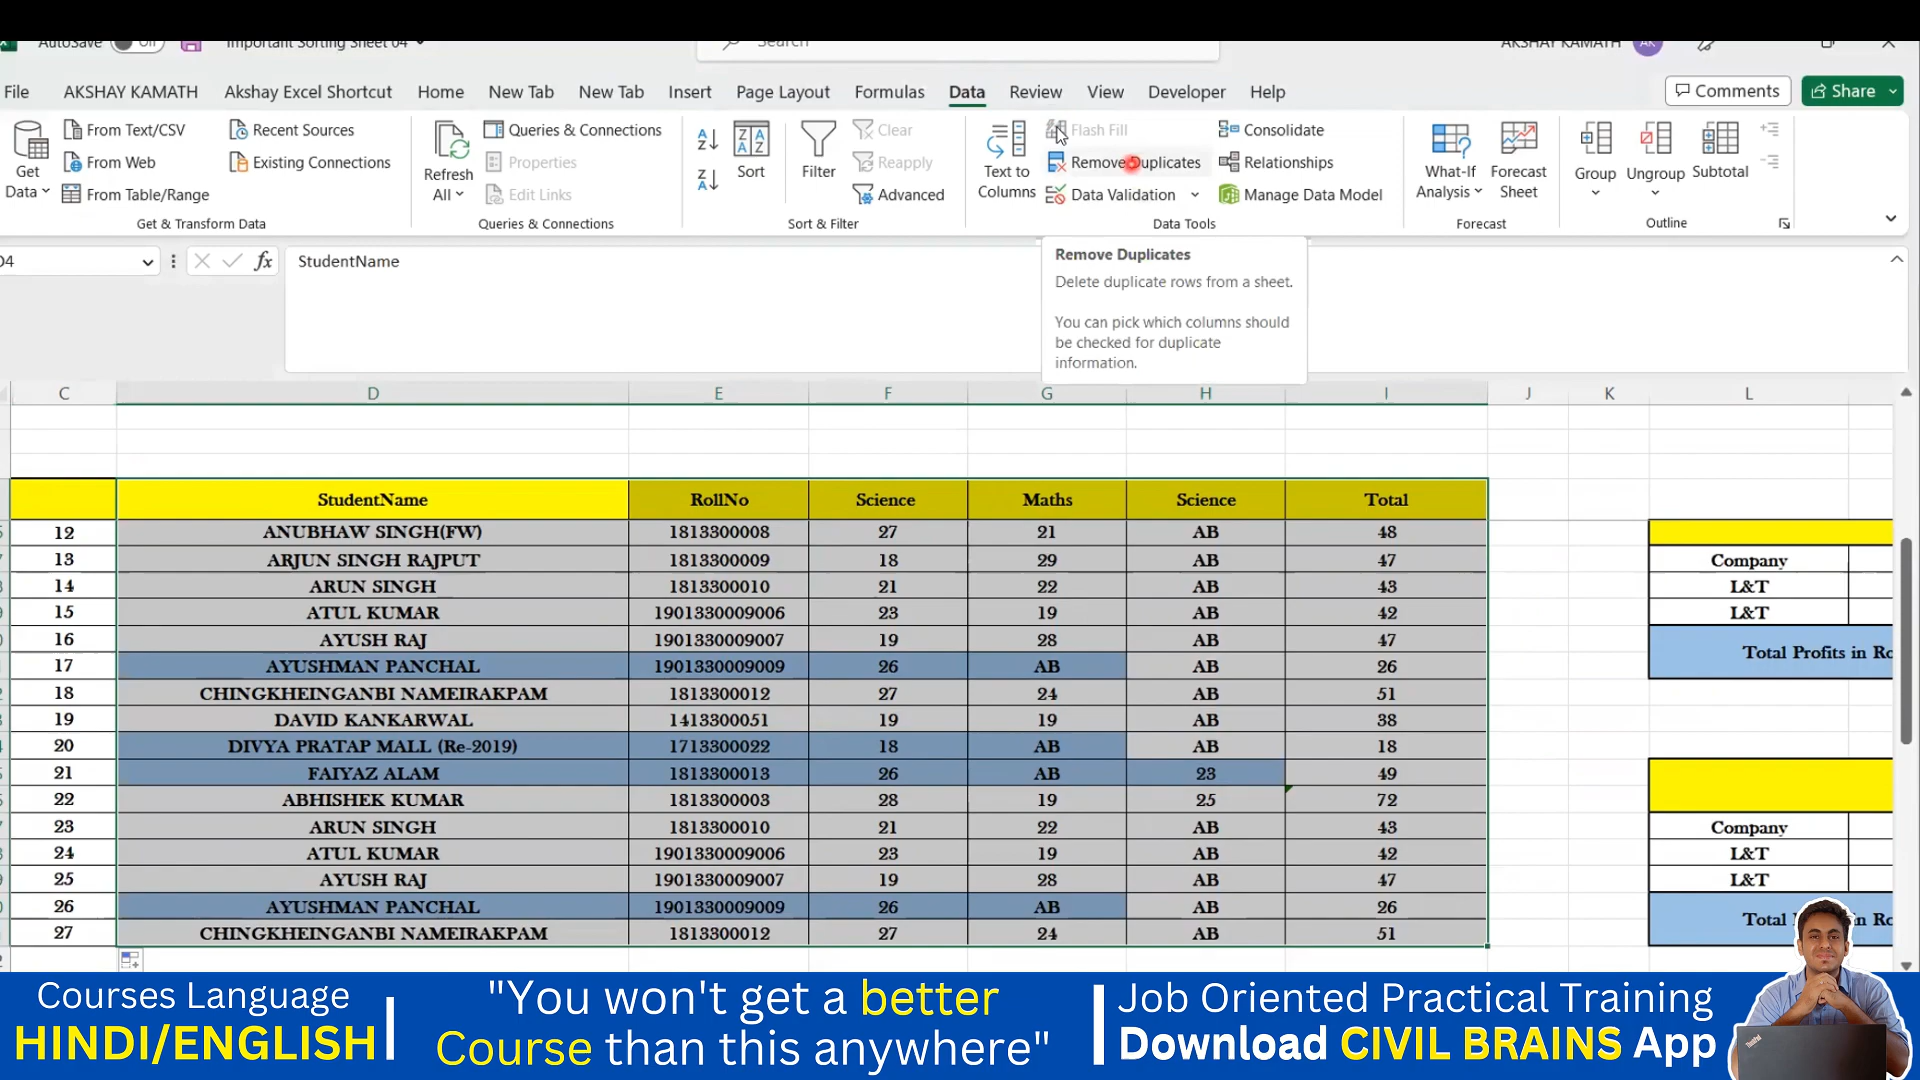 AutoSave Off Important Sorting Sheet 04 Search AKSHAY KAMATH AK
File AKSHAY KAMATH Akshay Excel Shortcut Home New Tab New Tab Insert Page Layout Formulas Data Review View Developer Help Comments Share
Get Data
From Text/CSV
From Web
From Table/Range
Recent Sources
Existing Connections
Get & Transform Data
Refresh All
Queries & Connections
Properties
Edit Links
Queries & Connections
Sort
Filter
Clear
Reapply
Advanced
Sort & Filter
Text to Columns
Flash Fill
Remove Duplicates
Data Validation
Consolidate
Relationships
Manage Data Model
Data Tools
What-If Analysis
Forecast Sheet
Forecast
Group
Ungroup
Subtotal
Outline
fx StudentName
Remove Duplicates
Delete duplicate rows from a sheet.
You can pick which columns should
be checked for duplicate
information.
C D E F G H I J K L
StudentName RollNo Science Maths Science Total
12 ANUBHAW SINGH(FW) 1813300008 27 21 AB 48
13 ARJUN SINGH RAJPUT 1813300009 18 29 AB 47
14 ARUN SINGH 1813300010 21 22 AB 43
15 ATUL KUMAR 1901330009006 23 19 AB 42
16 AYUSH RAJ 1901330009007 19 28 AB 47
17 AYUSHMAN PANCHAL 1901330009009 26 AB AB 26
18 CHINGKHEINGANBI NAMEIRAKPAM 1813300012 27 24 AB 51
19 DAVID KANKARWAL 1413300051 19 19 AB 38
20 DIVYA PRATAP MALL (Re-2019) 1713300022 18 AB AB 18
21 FAIYAZ ALAM 1813300013 26 AB 23 49
22 ABHISHEK KUMAR 1813300003 28 19 25 72
23 ARUN SINGH 1813300010 21 22 AB 43
24 ATUL KUMAR 1901330009006 23 19 AB 42
25 AYUSH RAJ 1901330009007 19 28 AB 47
26 AYUSHMAN PANCHAL 1901330009009 26 AB AB 26
27 CHINGKHEINGANBI NAMEIRAKPAM 1813300012 27 24 AB 51
Company
L&T
L&T
Total Profits in
Company
L&T
L&T
Courses Language
HINDI/ENGLISH
"You won't get a better
Course than this anywhere"
Job Oriented Practical Training
Download CIVIL BRAINS App